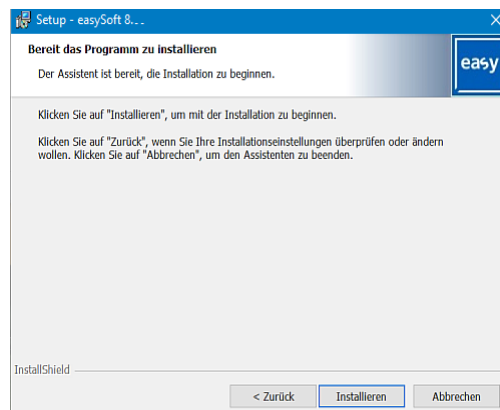 Setup - easySoft 8._ _
Bereit das Programm zu installieren
Der Assistent ist bereit, die Installation zu beginnen.
easy
Klicken Sie auf "Installieren", um mit der Installation zu beginnen.
Klicken Sie auf "Zurück", wenn Sie Ihre Installationseinstellungen überprüfen oder ändern
wollen. Klicken Sie auf "Abbrechen", um den Assistenten zu beenden.
InstallShield
< Zurück
Installieren
Abbrechen